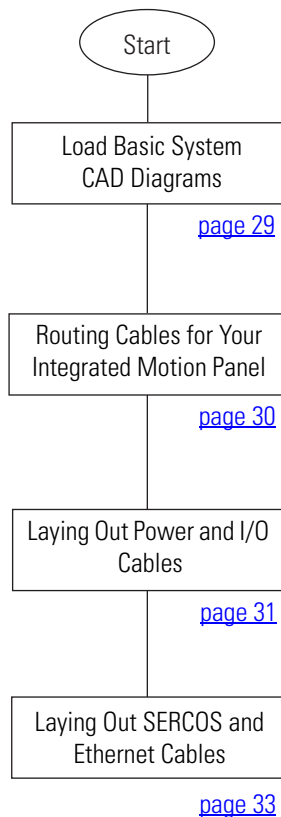 Start
Load Basic System
CAD Diagrams
page 29
Routing Cables for Your
Integrated Motion Panel
page 30
Laying Out Power and I/O
Cables
page 31
Laying Out SERCOS and
Ethernet Cables
page 33